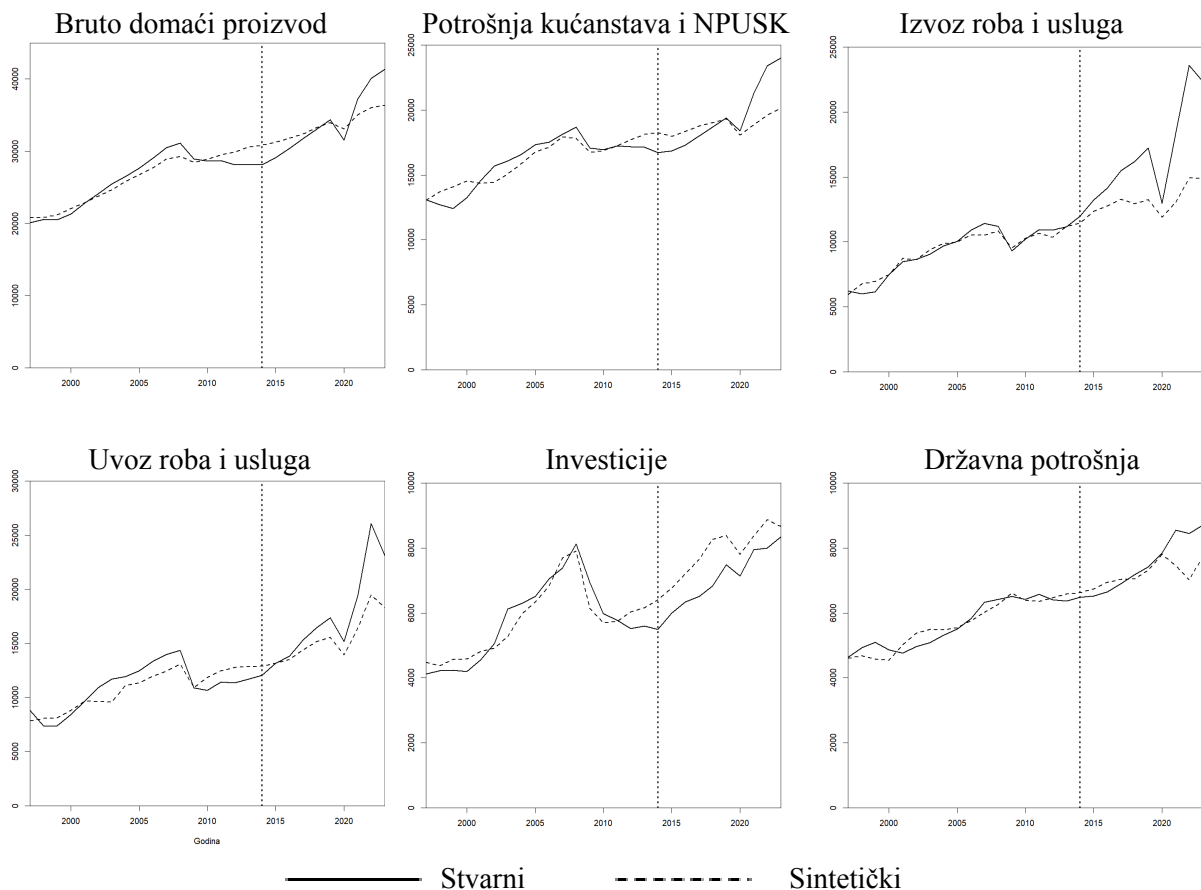 Bruto domaći proizvod
Potrošnja kućanstava i NPUSK
Izvoz roba i usluga
0 10000 20000 30000 40000
2000 2005 2010 2015 2020
0 5000 10000 15000 20000 25000
2000 2005 2010 2015 2020
0 5000 10000 15000 20000 25000
2000 2005 2010 2015 2020
Uvoz roba i usluga
Investicije
Državna potrošnja
0 5000 10000 15000 20000 25000 30000
2000 2005 2010 2015 2020
Godina
0 2000 4000 6000 8000 10000
2000 2005 2010 2015 2020
0 2000 4000 6000 8000 10000
2000 2005 2010 2015 2020
Stvarni
Sintetički